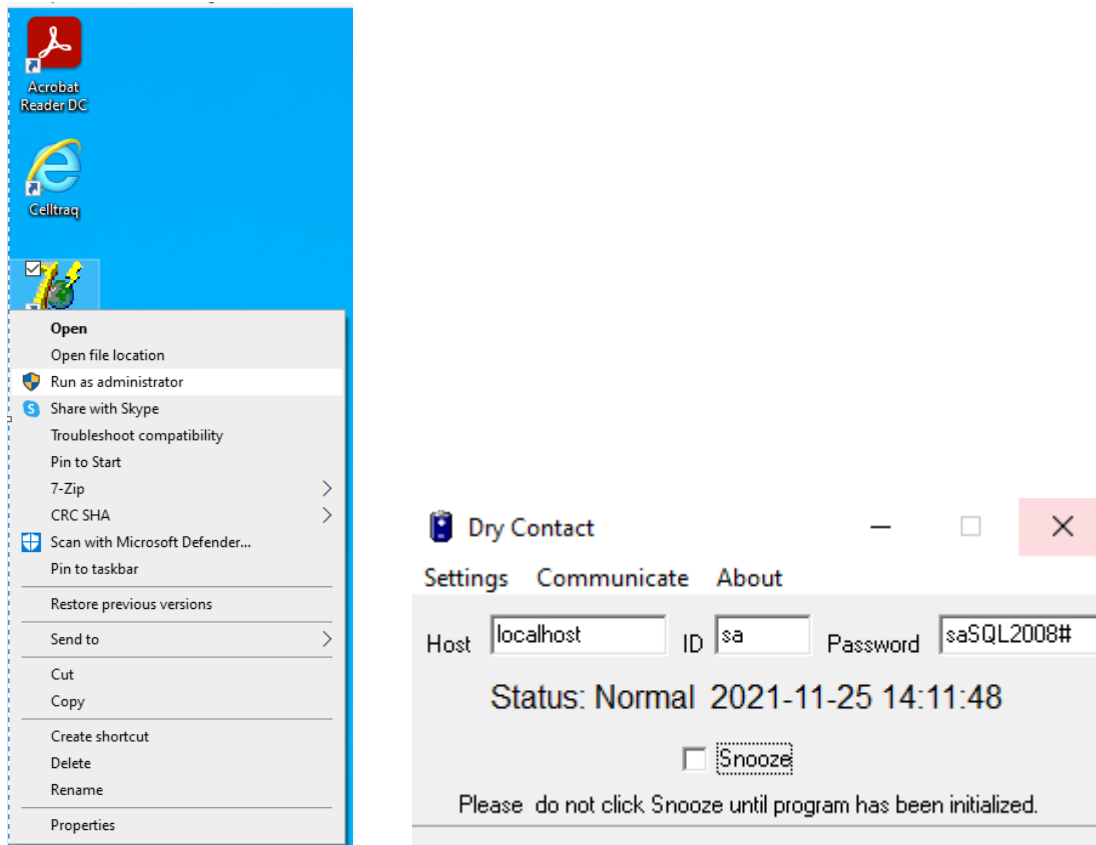 Acrobat
Reader DC
Celltraq
Open
Open file location
Run as administrator
Share with Skype
Troubleshoot compatibility
Pin to Start
7-Zip
CRC SHA
Scan with Microsoft Defender...
Pin to taskbar
Restore previous versions
Send to
Cut
Copy
Create shortcut
Delete
Rename
Properties
Dry Contact
Settings Communicate About
Host localhost ID sa Password saSQL2008#
Status: Normal 2021-11-25 14:11:48
Snooze
Please do not click Snooze until program has been initialized.